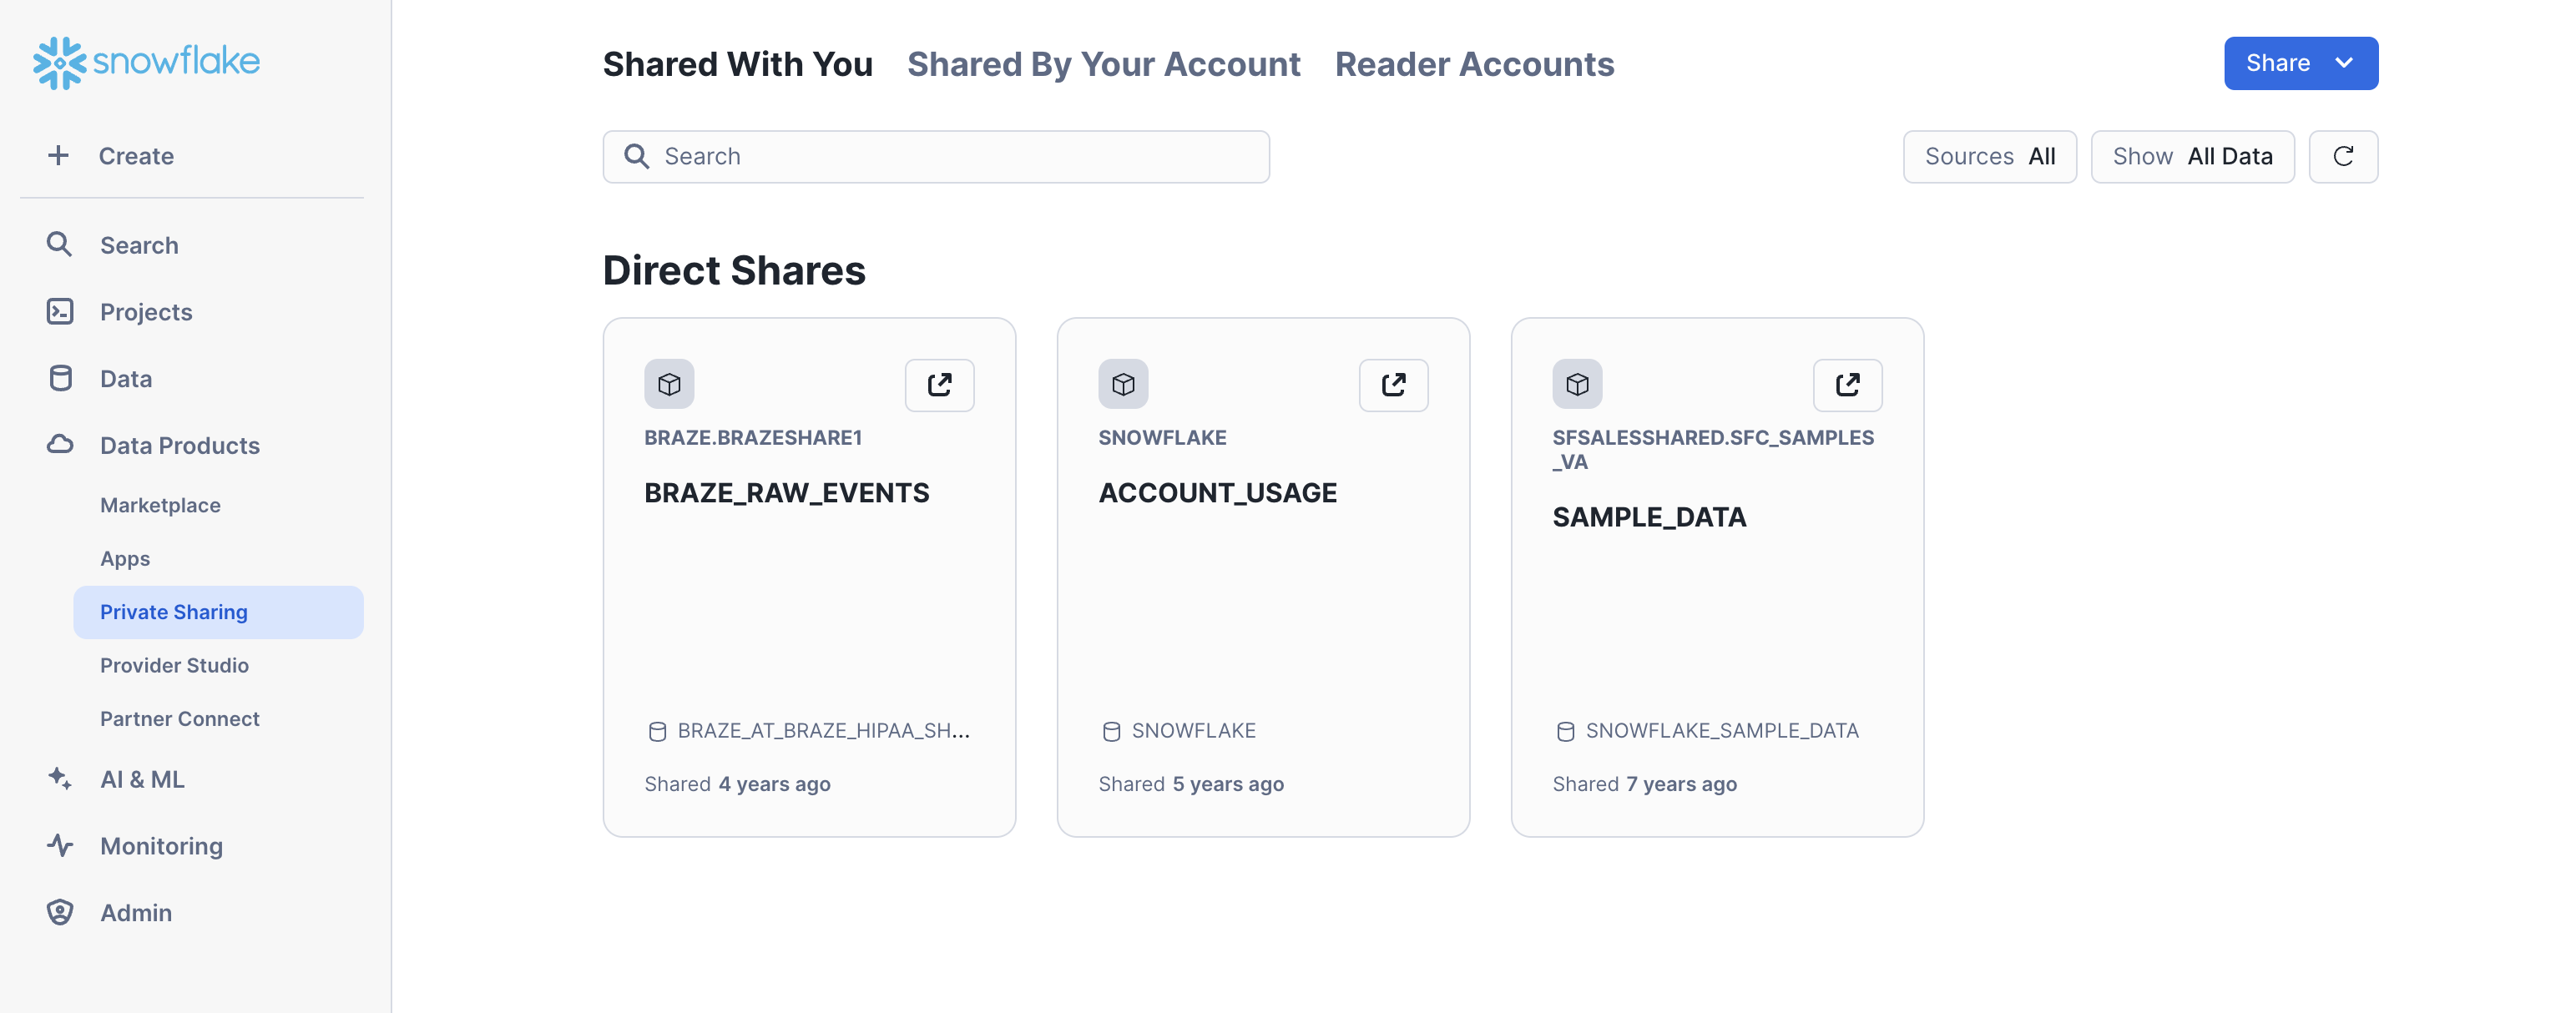 snowflake
Create
Search
Projects
Data
Data Products
Marketplace
Apps
Private Sharing
Provider Studio
Partner Connect
AI & ML
Monitoring
Admin
Shared With You Shared By Your Account Reader Accounts
Share
Search
Sources All Show All Data
Direct Shares
BRAZE.BRAZESHARE1
BRAZE_RAW_EVENTS
BRAZE_AT_BRAZE_HIPAA_SH...
Shared 4 years ago
SNOWFLAKE
ACCOUNT_USAGE
SNOWFLAKE
Shared 5 years ago
SFSALESSHARED.SFC_SAMPLES
_VA
SAMPLE_DATA
SNOWFLAKE_SAMPLE_DATA
Shared 7 years ago